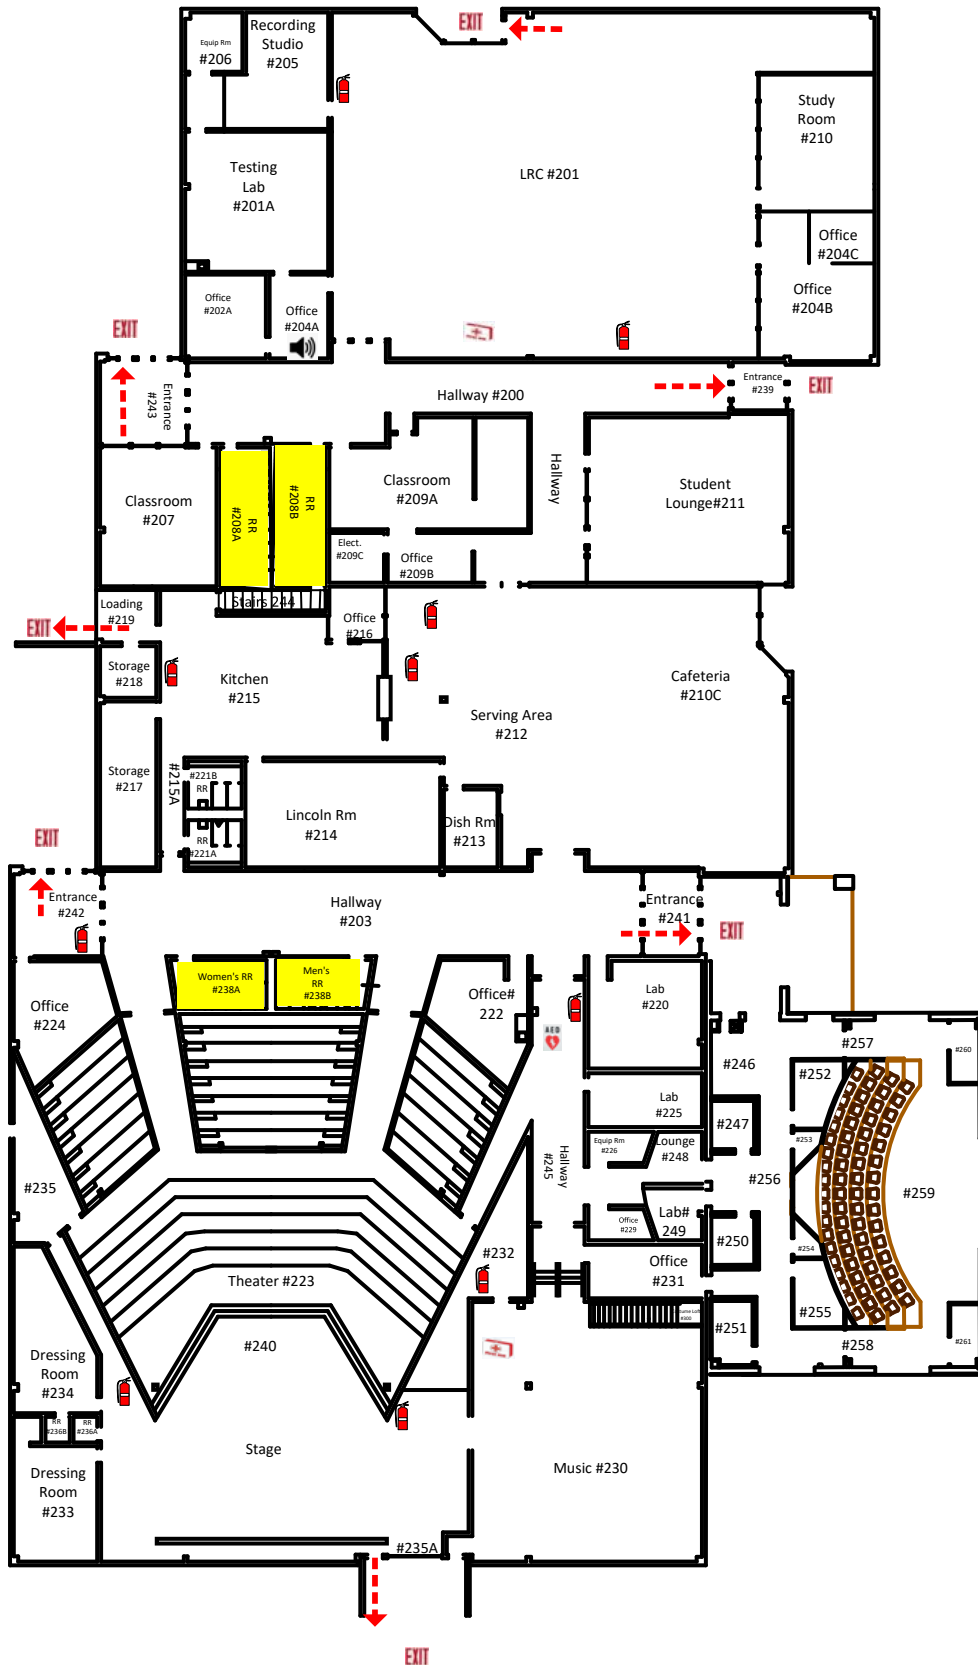 EXIT
Recording
Studio
#205
Equip Rm
#206
Study
Room
#210
LRC #201
Testing
Lab
#201A
Office
#204C
Office
#204B
Office
#202A
Office
#204A
EXIT
Entrance
#243
Hallway #200
Entrance
#239
EXIT
Classroom
#207
RR
#208A
RR
#208B
Classroom
#209A
Hallway
Student
Lounge#211
Elect.
#209C
Office
#209B
Stairs 244
Loading
#219
EXIT
Office
#216
Storage
#218
Kitchen
#215
Cafeteria
#210C
Serving Area
#212
Storage
#217
#215A
#221B
RR
RR
#221A
Lincoln Rm
#214
Dish Rm
#213
EXIT
Entrance
#242
Hallway
#203
Entrance
#241
EXIT
Women's RR
#238A
Men's
RR
#238B
Office
#224
Office#
222
Lab
#220
AED
#257
#260
#246
#252
Lab
#225
#247
#253
Equip Rm
#226
Lounge
#248
Hallway
#245
#256
#259
#235
Lab#
249
Office
#229
#250
#254
#232
Office
#231
Theater #223
#240
#300
#251
#255
#258
#261
Dressing
Room
#234
RR
#236B
RR
#236A
Stage
Music #230
Dressing
Room
#233
#235A
EXIT